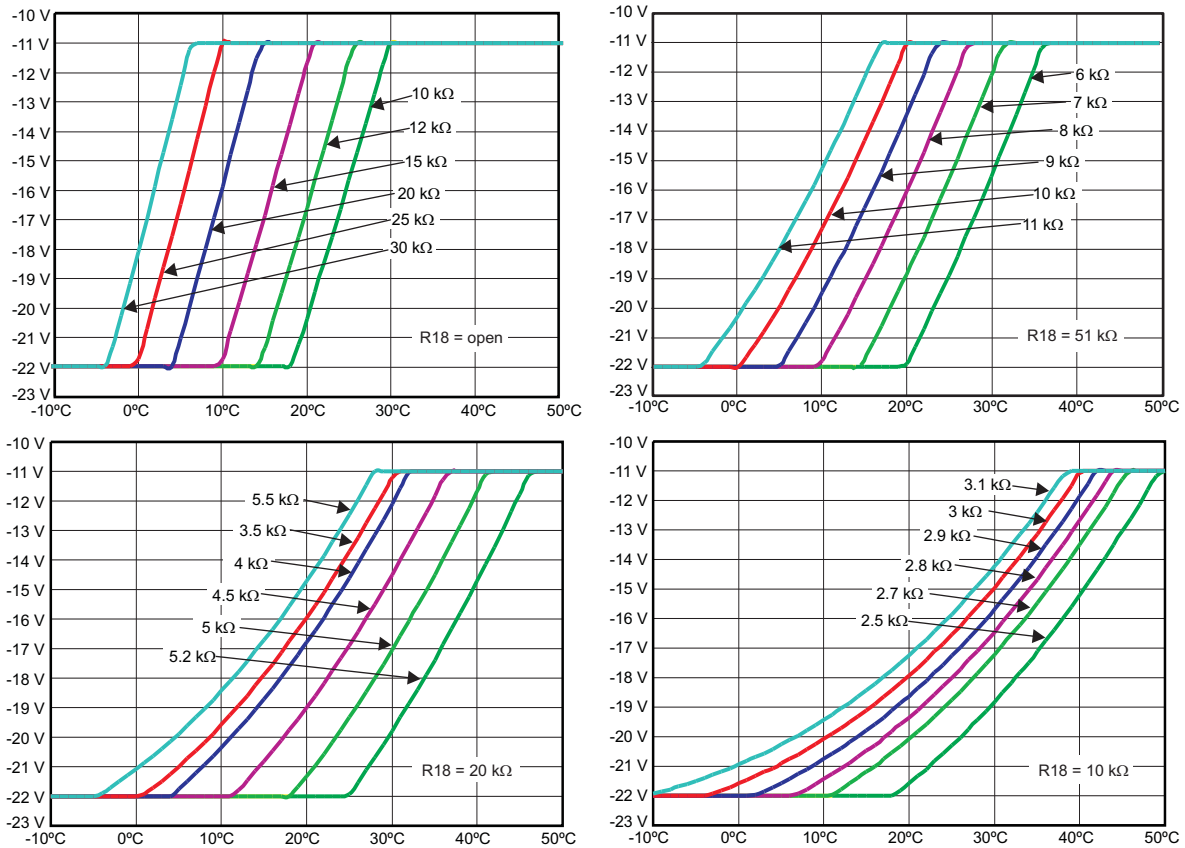 -10 V
-11 V
-12 V
-13 V
-14 V
-15 V
-16 V
-17 V
-18 V
-19 V
-20 V
-21 V
-22 V
-23 V
-10ºC
0ºC
10ºC
20ºC
30ºC
40ºC
50ºC
10 kΩ
12 kΩ
15 kΩ
20 kΩ
25 kΩ
30 kΩ
R18 = open
-10 V
-11 V
-12 V
-13 V
-14 V
-15 V
-16 V
-17 V
-18 V
-19 V
-20 V
-21 V
-22 V
-23 V
-10ºC
0ºC
10ºC
20ºC
30ºC
40ºC
50ºC
6 kΩ
7 kΩ
8 kΩ
9 kΩ
10 kΩ
11 kΩ
R18 = 51 kΩ
-10 V
-11 V
-12 V
-13 V
-14 V
-15 V
-16 V
-17 V
-18 V
-19 V
-20 V
-21 V
-22 V
-23 V
-10ºC
0ºC
10ºC
20ºC
30ºC
40ºC
50ºC
5.5 kΩ
3.5 kΩ
4 kΩ
4.5 kΩ
5 kΩ
5.2 kΩ
R18 = 20 kΩ
-10 V
-11 V
-12 V
-13 V
-14 V
-15 V
-16 V
-17 V
-18 V
-19 V
-20 V
-21 V
-22 V
-23 V
-10ºC
0ºC
10ºC
20ºC
30ºC
40ºC
50ºC
3.1 kΩ
3 kΩ
2.9 kΩ
2.8 kΩ
2.7 kΩ
2.5 kΩ
R18 = 10 kΩ